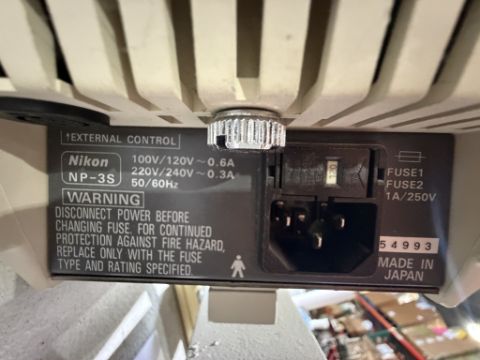 ↑EXTERNAL CONTROL
Nikon
NP-3S
100V/120V~0.6A
220V/240V~0.3A
50/60Hz
WARNING
DISCONNECT POWER BEFORE
CHANGING FUSE. FOR CONTINUED
PROTECTION AGAINST FIRE HAZARD,
REPLACE ONLY WITH THE FUSE
TYPE AND RATING SPECIFIED.
FUSE1
FUSE2
1A/250V
54993
MADE IN
JAPAN